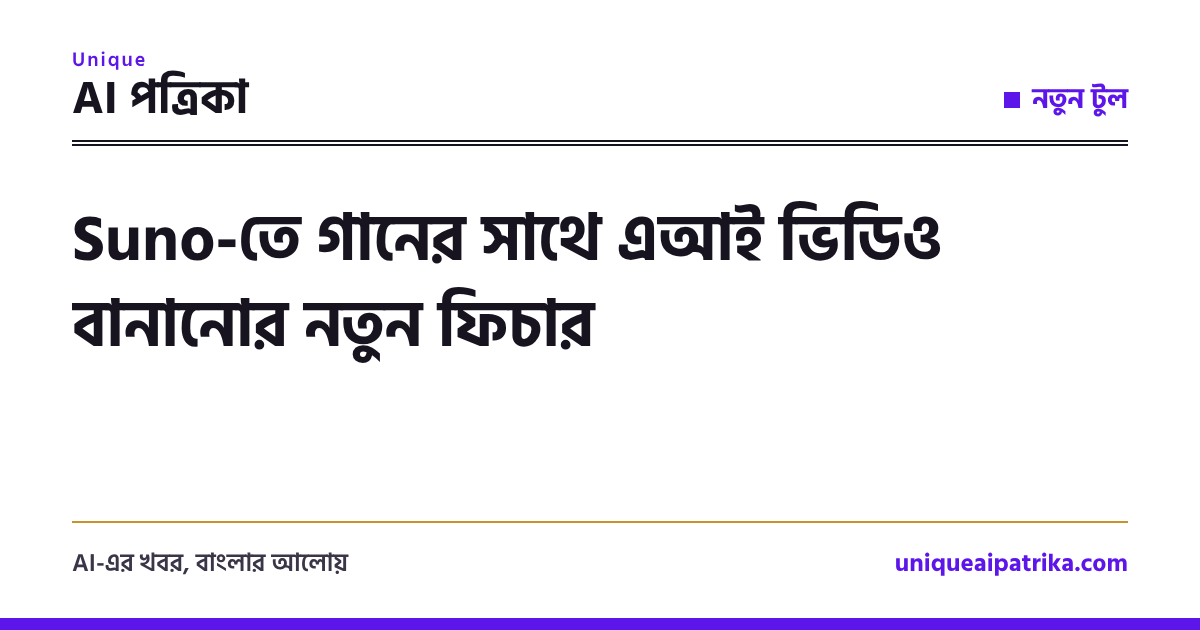 Unique
AI পত্রিকা
নতুন টুল
Suno-তে গানের সাথে এআই ভিডিও
বানানোর নতুন ফিচার
AI-এর খবর, বাংলার আলোয়
uniqueaipatrika.com